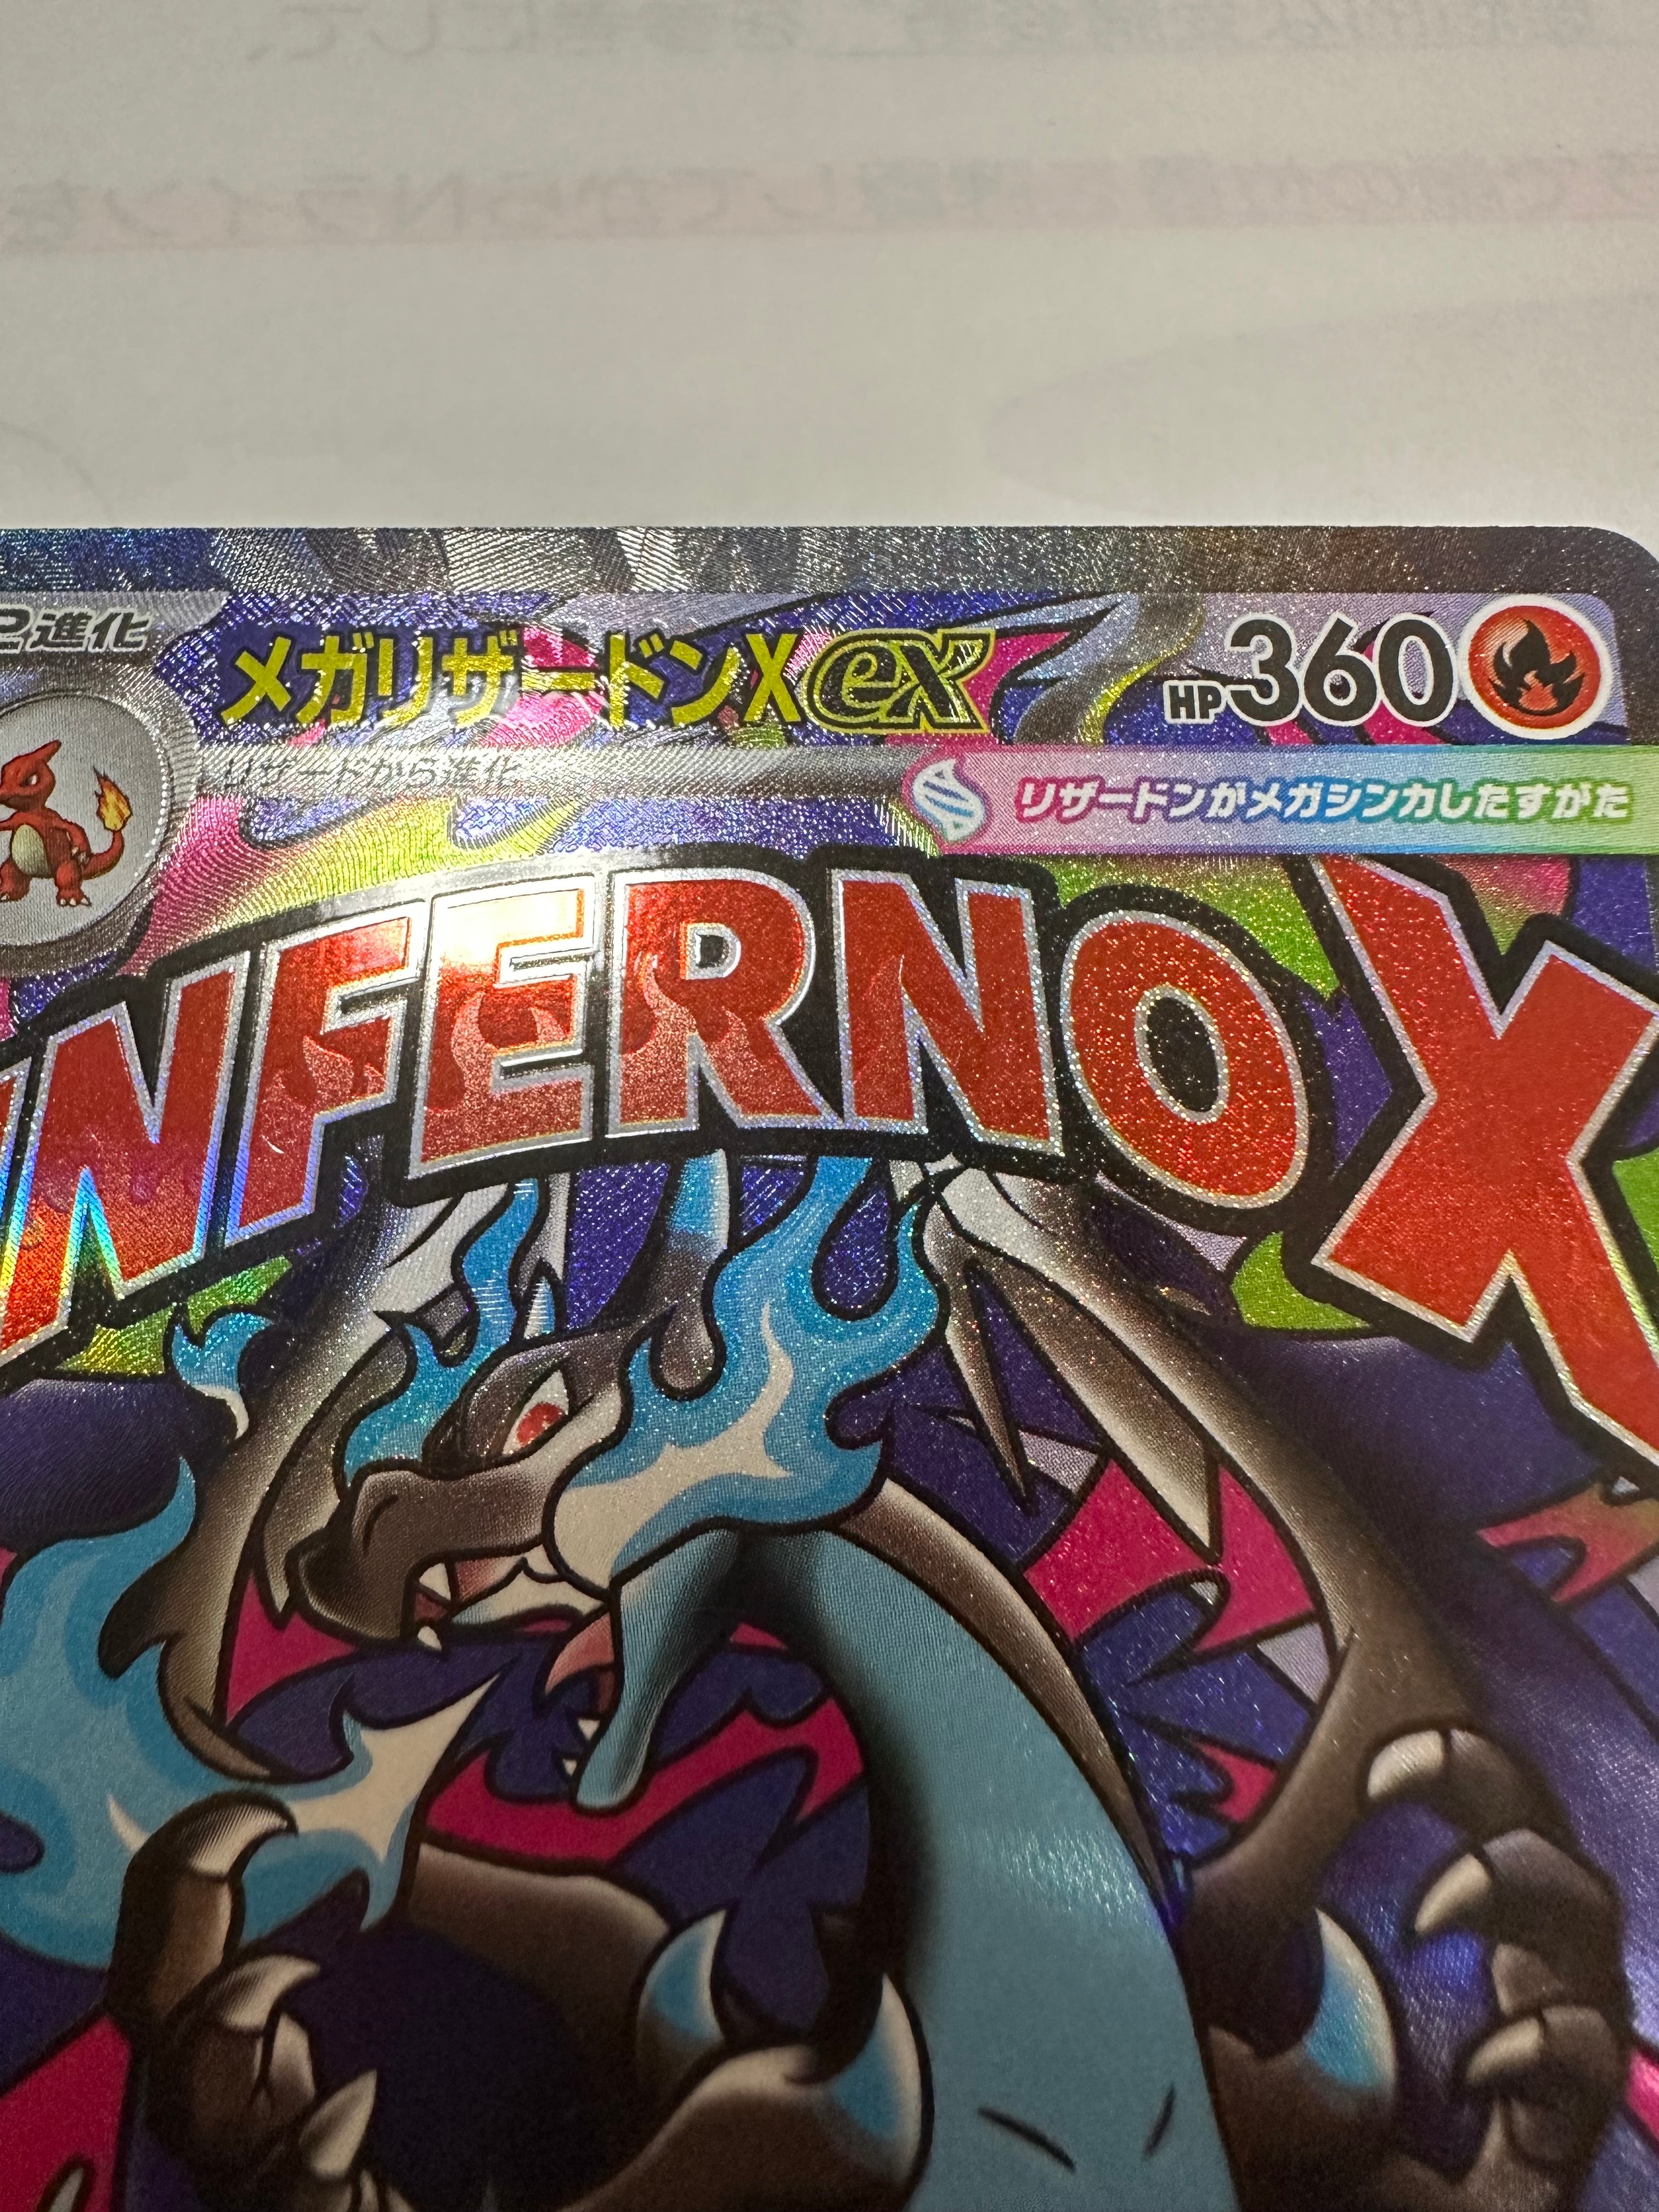 2進化
メガリザードンXex
HP360
リザードから進化
リザードンがメガシンカしたすがた
INFERNOX